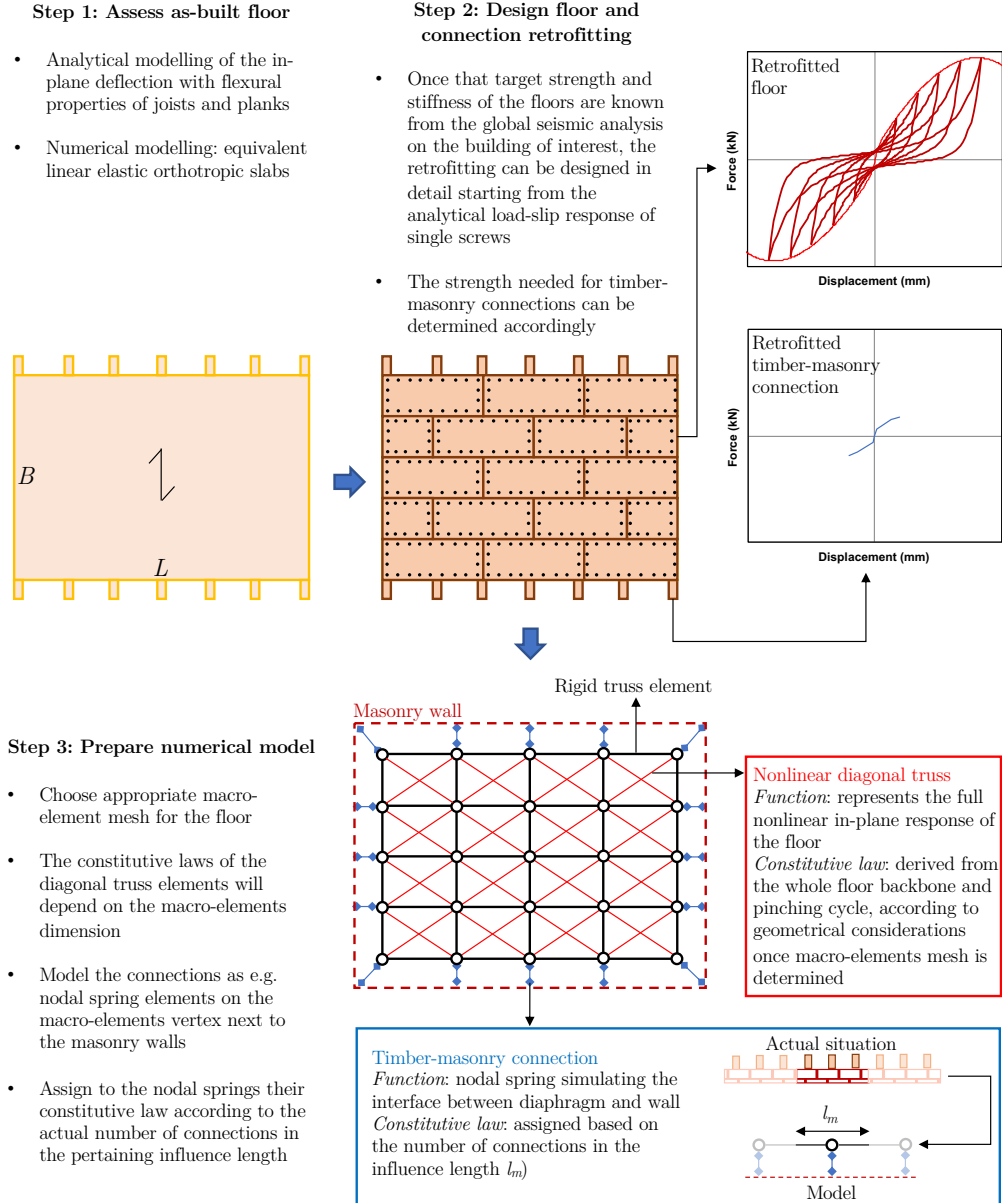 Step 1: Assess as-built floor
• Analytical modelling of the in-
plane deflection with flexural
properties of joists and planks
• Numerical modelling: equivalent
linear elastic orthotropic slabs
Step 2: Design floor and
connection retrofitting
• Once that target strength and
stiffness of the floors are known
from the global seismic analysis
on the building of interest, the
retrofitting can be designed in
detail starting from the
analytical load-slip response of
single screws
• The strength needed for timber-
masonry connections can be
determined accordingly
Retrofitted
floor
Force (kN)
Displacement (mm)
Retrofitted
timber-masonry
connection
Force (kN)
Displacement (mm)
B
L
Step 3: Prepare numerical model
• Choose appropriate macro-
element mesh for the floor
• The constitutive laws of the
diagonal truss elements will
depend on the macro-elements
dimension
• Model the connections as e.g.
nodal spring elements on the
macro-elements vertex next to
the masonry walls
• Assign to the nodal springs their
constitutive law according to the
actual number of connections in
the pertaining influence length
Rigid truss element
Masonry wall
Nonlinear diagonal truss
Function: represents the full
nonlinear in-plane response of
the floor
Constitutive law: derived from
the whole floor backbone and
pinching cycle, according to
geometrical considerations
once macro-elements mesh is
determined
Timber-masonry connection
Function: nodal spring simulating the
interface between diaphragm and wall
Constitutive law: assigned based on
the number of connections in the
influence length lm)
Actual situation
lm
Model